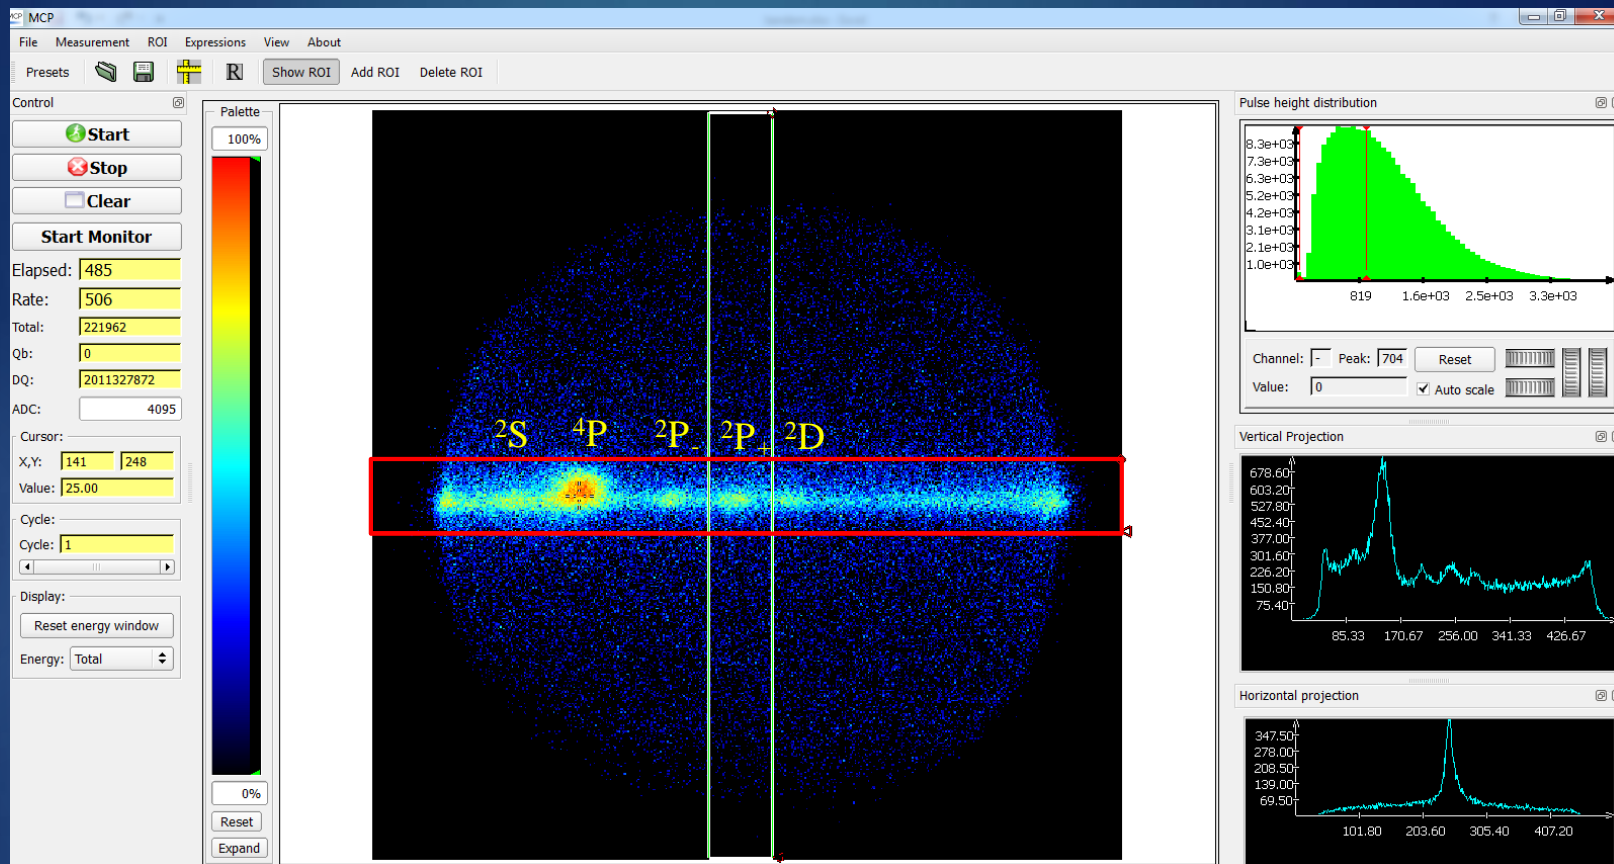 MCP
File Measurement ROI Expressions View About
Presets R Show ROI Add ROI Delete ROI
Control
Start
Stop
Clear
Start Monitor
Elapsed: 485
Rate: 506
Total: 221962
Qb: 0
DQ: 2011327872
ADC: 4095
Cursor:
X,Y: 141 248
Value: 25.00
Cycle:
Cycle: 1
Display:
Reset energy window
Energy: Total
Palette
100%
0%
Reset
Expand
²S ⁴P ²P₋ ²P₊ ²D
Pulse height distribution
8.3e+03
7.3e+03
6.3e+03
5.2e+03
4.2e+03
3.1e+03
2.1e+03
1.0e+03
819 1.6e+03 2.5e+03 3.3e+03
Channel: - Peak: 704 Reset
Value: 0 Auto scale
Vertical Projection
678.60
603.20
527.80
452.40
377.00
301.60
226.20
150.80
75.40
85.33 170.67 256.00 341.33 426.67
Horizontal projection
347.50
278.00
208.50
139.00
69.50
101.80 203.60 305.40 407.20